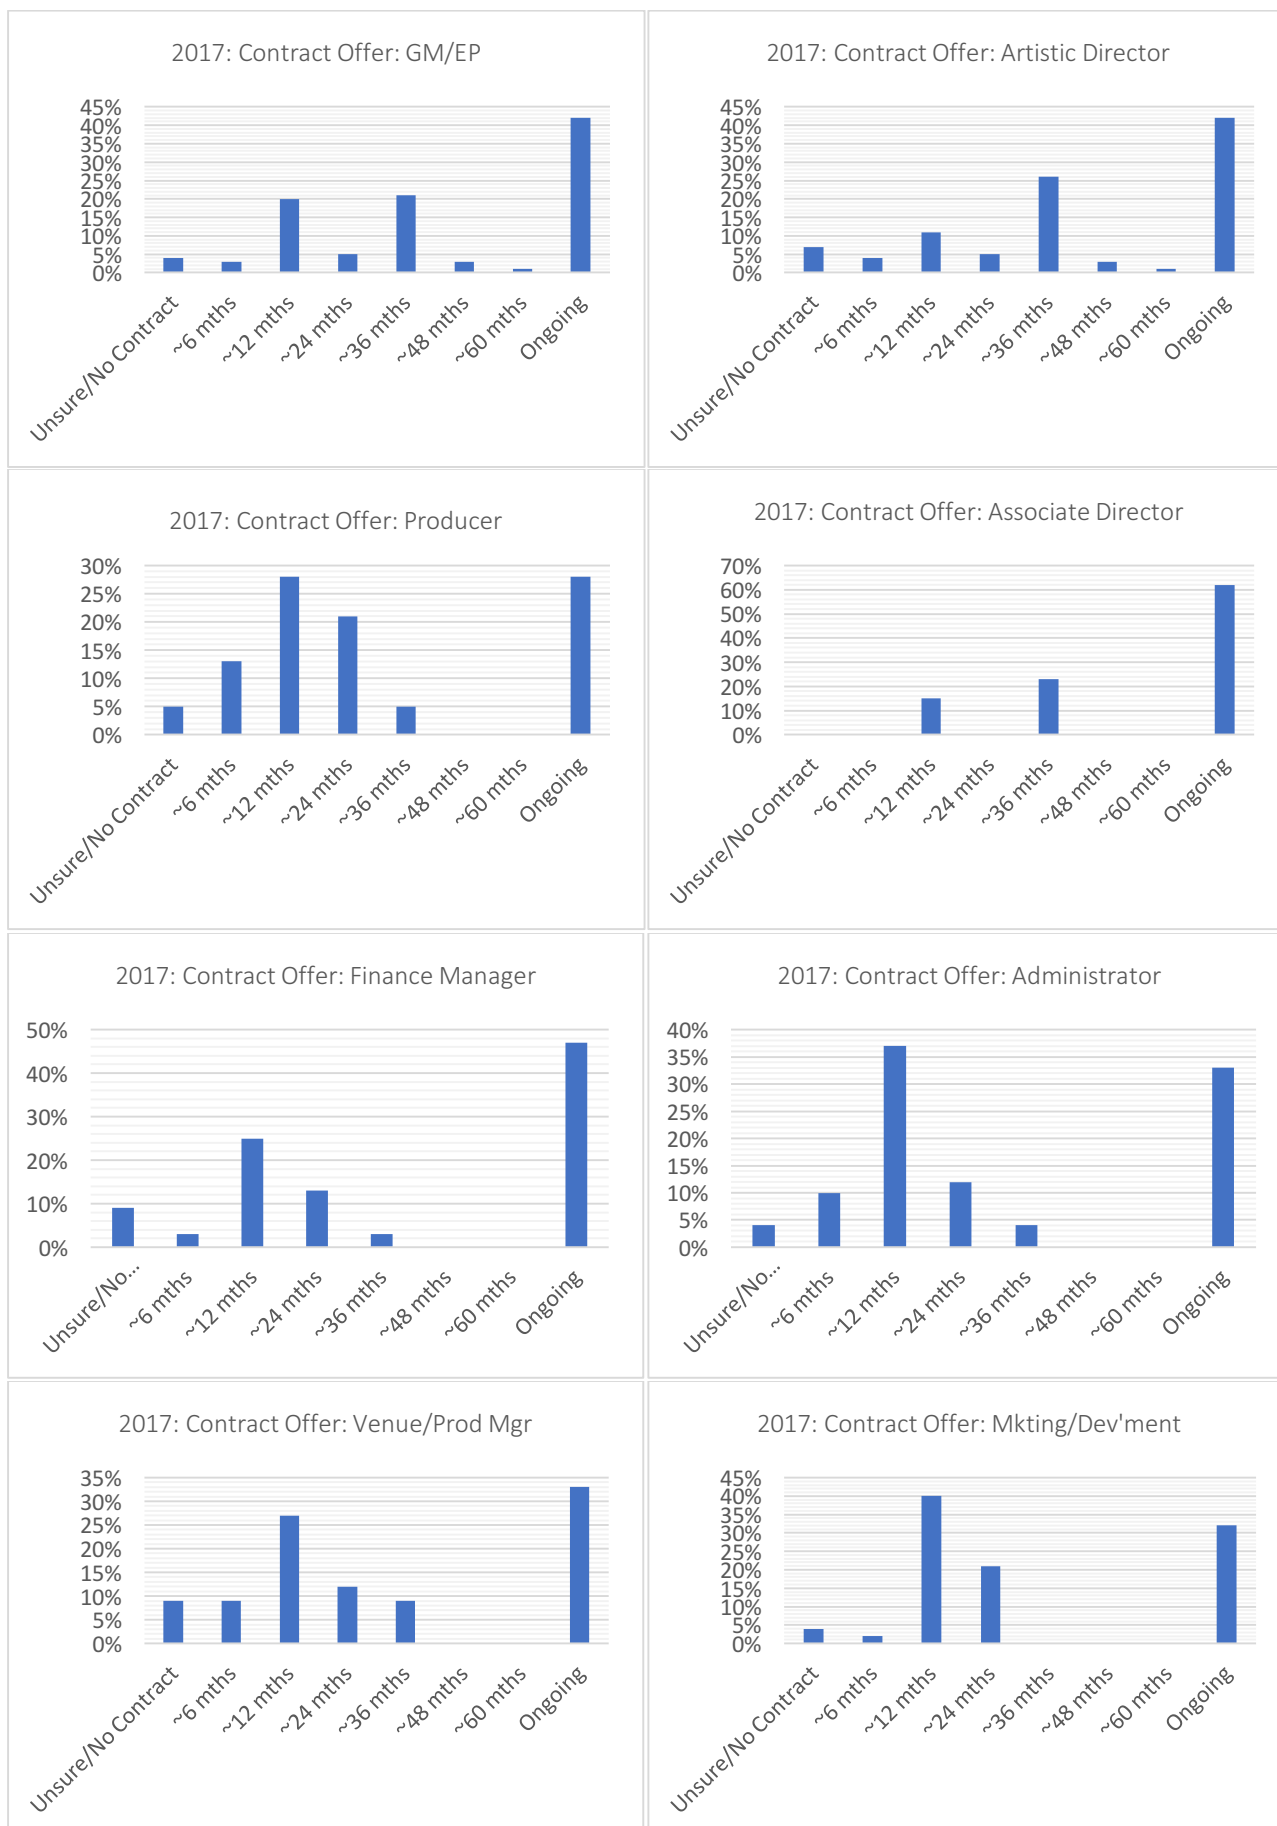 2017: Contract Offer: GM/EP
45%
40%
35%
30%
25%
20%
15%
10%
5%
0%
Unsure/No Contract
~6 mths
~12 mths
~24 mths
~36 mths
~48 mths
~60 mths
Ongoing
2017: Contract Offer: Artistic Director
45%
40%
35%
30%
25%
20%
15%
10%
5%
0%
Unsure/No Contract
~6 mths
~12 mths
~24 mths
~36 mths
~48 mths
~60 mths
Ongoing
2017: Contract Offer: Producer
30%
25%
20%
15%
10%
5%
0%
Unsure/No Contract
~6 mths
~12 mths
~24 mths
~36 mths
~48 mths
~60 mths
Ongoing
2017: Contract Offer: Associate Director
70%
60%
50%
40%
30%
20%
10%
0%
Unsure/No Contract
~6 mths
~12 mths
~24 mths
~36 mths
~48 mths
~60 mths
Ongoing
2017: Contract Offer: Finance Manager
50%
40%
30%
20%
10%
0%
Unsure/No...
~6 mths
~12 mths
~24 mths
~36 mths
~48 mths
~60 mths
Ongoing
2017: Contract Offer: Administrator
40%
35%
30%
25%
20%
15%
10%
5%
0%
Unsure/No...
~6 mths
~12 mths
~24 mths
~36 mths
~48 mths
~60 mths
Ongoing
2017: Contract Offer: Venue/Prod Mgr
35%
30%
25%
20%
15%
10%
5%
0%
Unsure/No Contract
~6 mths
~12 mths
~24 mths
~36 mths
~48 mths
~60 mths
Ongoing
2017: Contract Offer: Mkting/Dev'ment
45%
40%
35%
30%
25%
20%
15%
10%
5%
0%
Unsure/No Contract
~6 mths
~12 mths
~24 mths
~36 mths
~48 mths
~60 mths
Ongoing